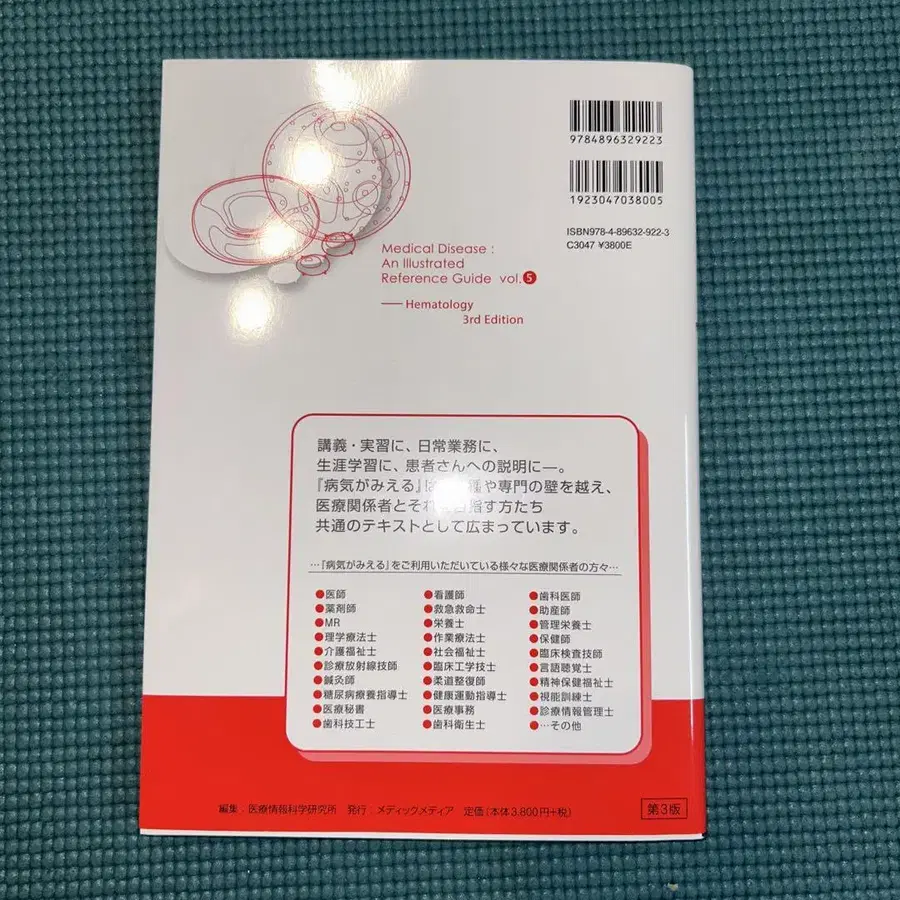 9784896329223
1923047038005
ISBN978-4-89632-922-3
C3047 ¥3800E
Medical Disease :
An Illustrated
Reference Guide vol.5
Hematology
3rd Edition
講義・実習に、日常業務に、
生涯学習に、患者さんへの説明に―。
『病気がみえる』は 種や専門の壁を越え、
医療関係者とそれ 目指す方たち
共通のテキストとして広まっています。
…『病気がみえる』をご利用いただいている様々な医療関係者の方々…
●医師 ●看護師 ●歯科医師
●薬剤師 ●救急救命士 ●助産師
●MR ●栄養士 ●管理栄養士
●理学療法士 ●作業療法士 ●保健師
●介護福祉士 ●社会福祉士 ●臨床検査技師
●診療放射線技師 ●臨床工学技士 ●言語聴覚士
●鍼灸師 ●柔道整復師 ●精神保健福祉士
●糖尿病療養指導士 ●健康運動指導士 ●視能訓練士
●医療秘書 ●医療事務 ●診療情報管理士
●歯科技工士 ●歯科衛生士 ●…その他
編集：医療情報科学研究所 発行：メディックメディア 定価（本体3,800円+税） 第3版